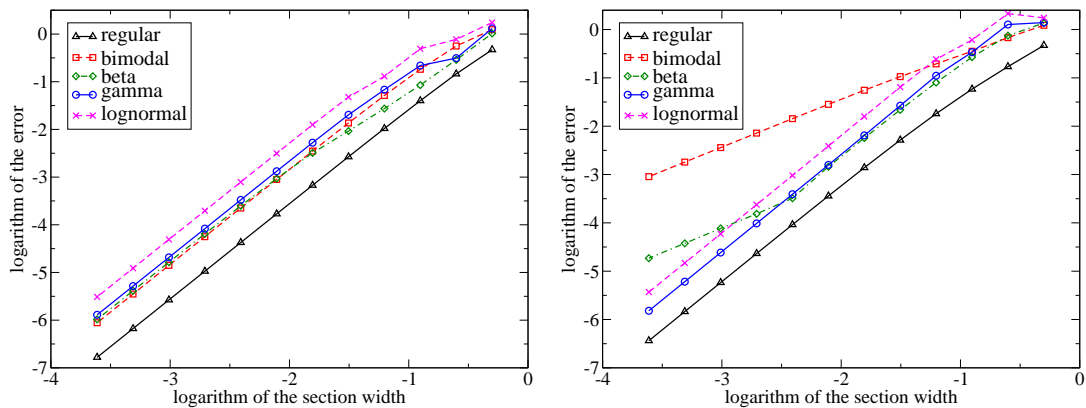 0
-1
-2
-3
-4
-5
-6
-7
-4
-3
-2
-1
0
logarithm of the error
logarithm of the section width
regular
bimodal
beta
gamma
lognormal
0
-1
-2
-3
-4
-5
-6
-7
-4
-3
-2
-1
0
logarithm of the error
logarithm of the section width
regular
bimodal
beta
gamma
lognormal